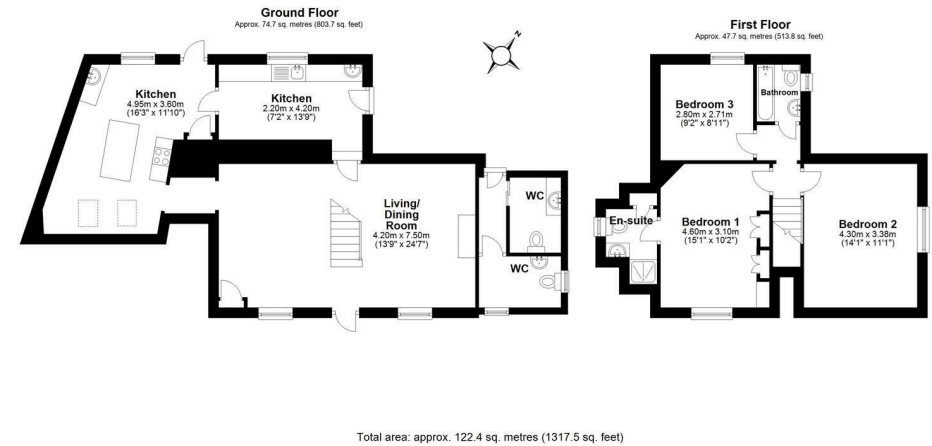 Ground Floor
Approx. 74.7 sq. metres (803.7 sq. feet)
Kitchen
4.95m x 3.60m
(16'3" x 11'10")
Kitchen
2.20m x 4.20m
(7'2" x 13'9")
Living/
Dining
Room
4.20m x 7.50m
(13'9" x 24'7")
WC
WC
N
First Floor
Approx. 47.7 sq. metres (513.8 sq. feet)
Bathroom
Bedroom 3
2.80m x 2.71m
(9'2" x 8'11")
En-suite
Bedroom 1
4.60m x 3.10m
(15'1" x 10'2")
Bedroom 2
4.30m x 3.38m
(14'1" x 11'1")
Total area: approx. 122.4 sq. metres (1317.5 sq. feet)